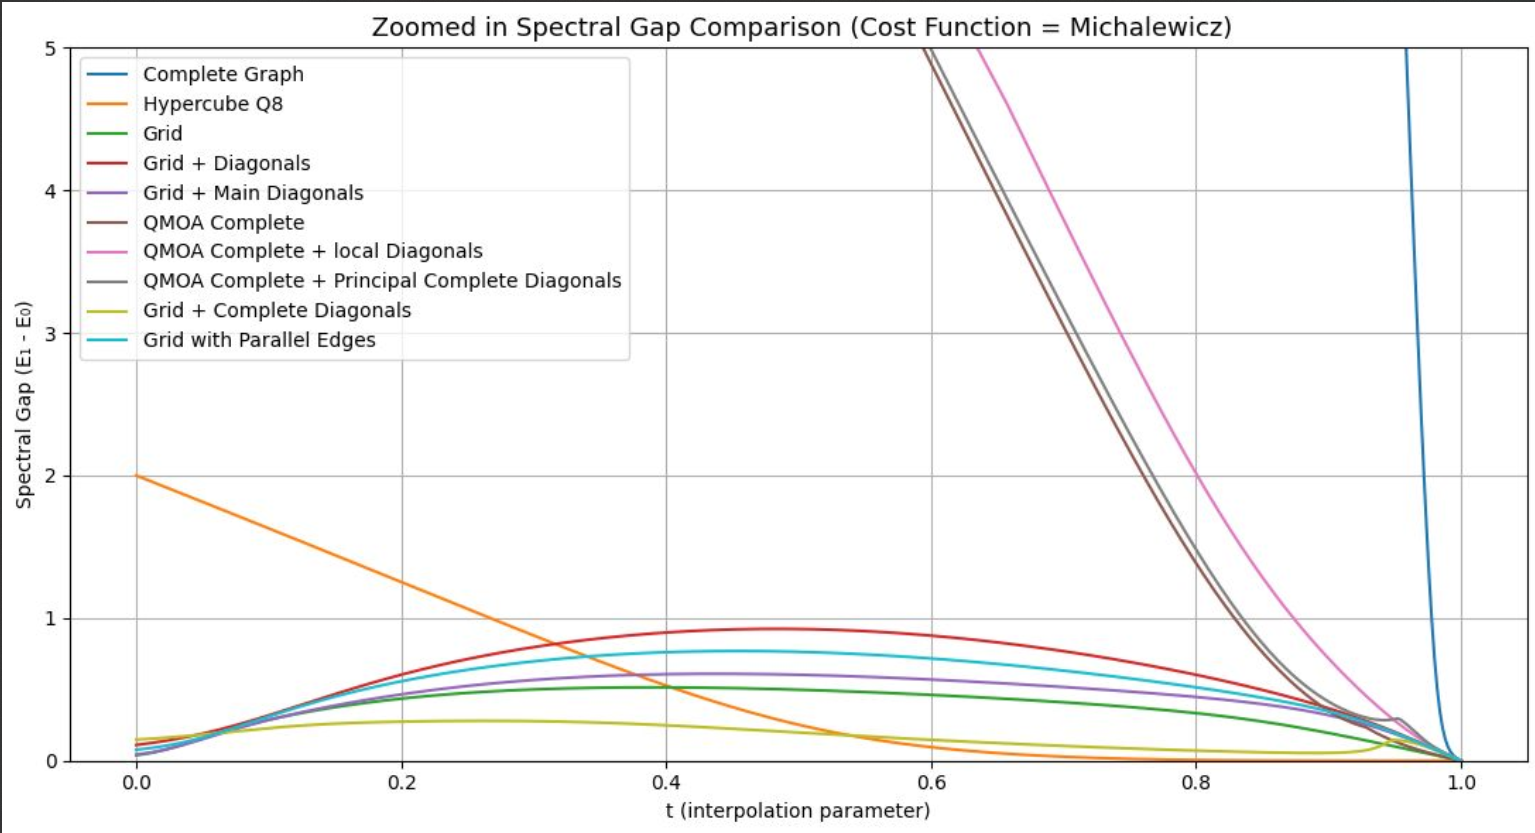 Zoomed in Spectral Gap Comparison (Cost Function = Michalewicz)
Complete Graph
Hypercube Q8
Grid
Grid + Diagonals
Grid + Main Diagonals
QMOA Complete
QMOA Complete + local Diagonals
QMOA Complete + Principal Complete Diagonals
Grid + Complete Diagonals
Grid with Parallel Edges
Spectral Gap (E₁ - E₀)
5
4
3
2
1
0
0.0 0.2 0.4 0.6 0.8 1.0
t (interpolation parameter)